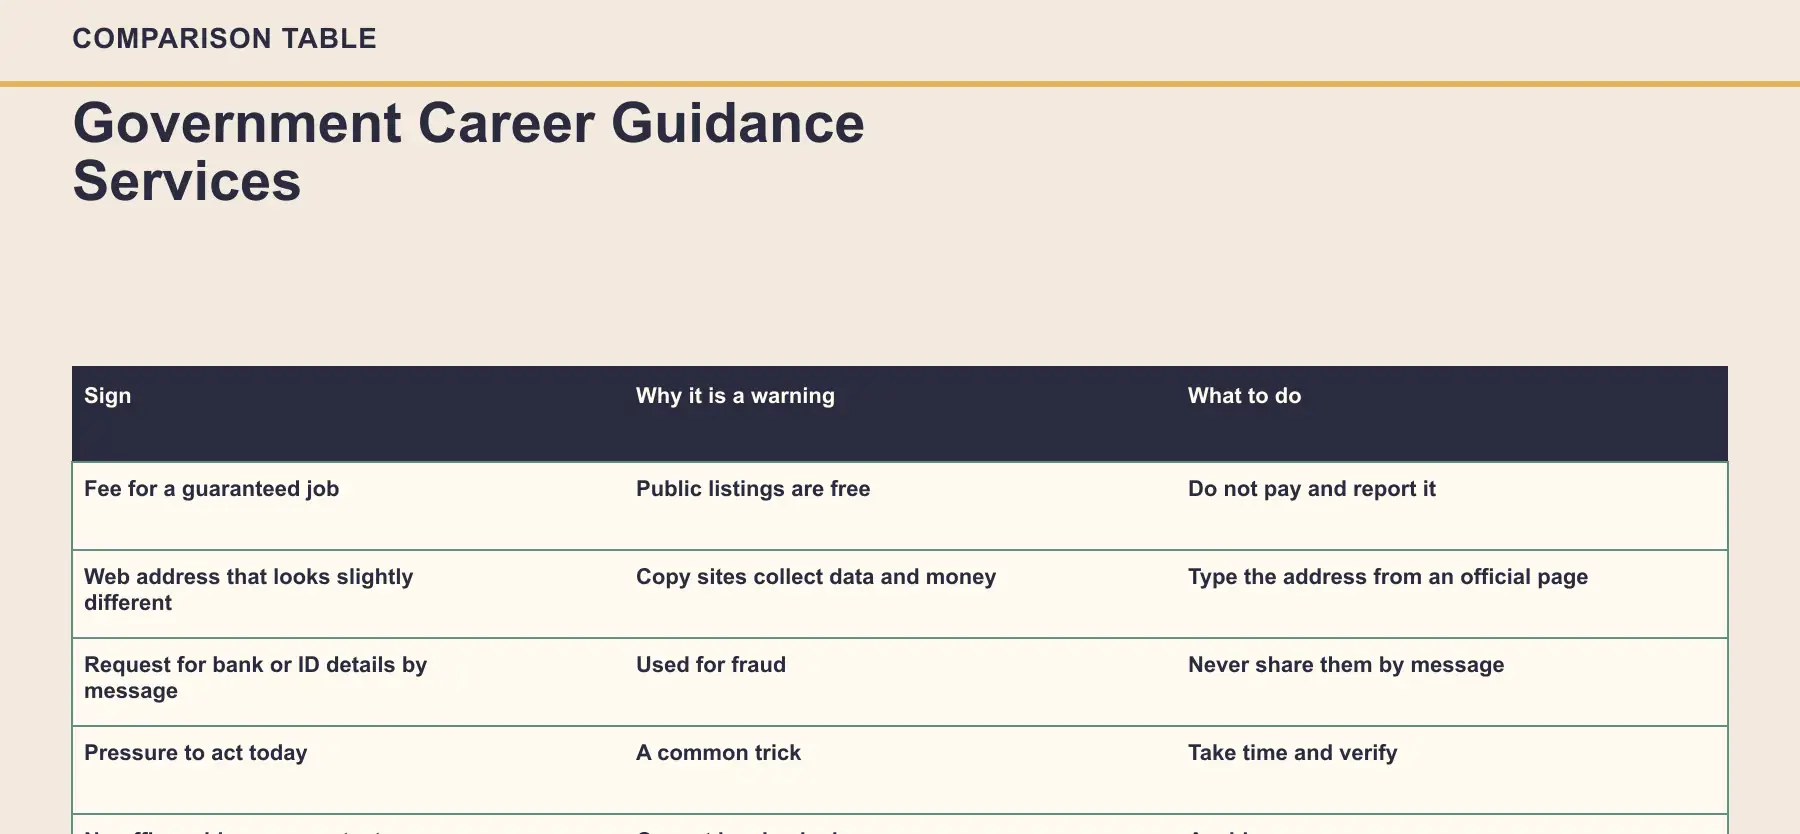 COMPARISON TABLE
Government Career Guidance
Services
Sign
Why it is a warning
What to do
Fee for a guaranteed job
Public listings are free
Do not pay and report it
Web address that looks slightly
different
Copy sites collect data and money
Type the address from an official page
Request for bank or ID details by
message
Used for fraud
Never share them by message
Pressure to act today
A common trick
Take time and verify